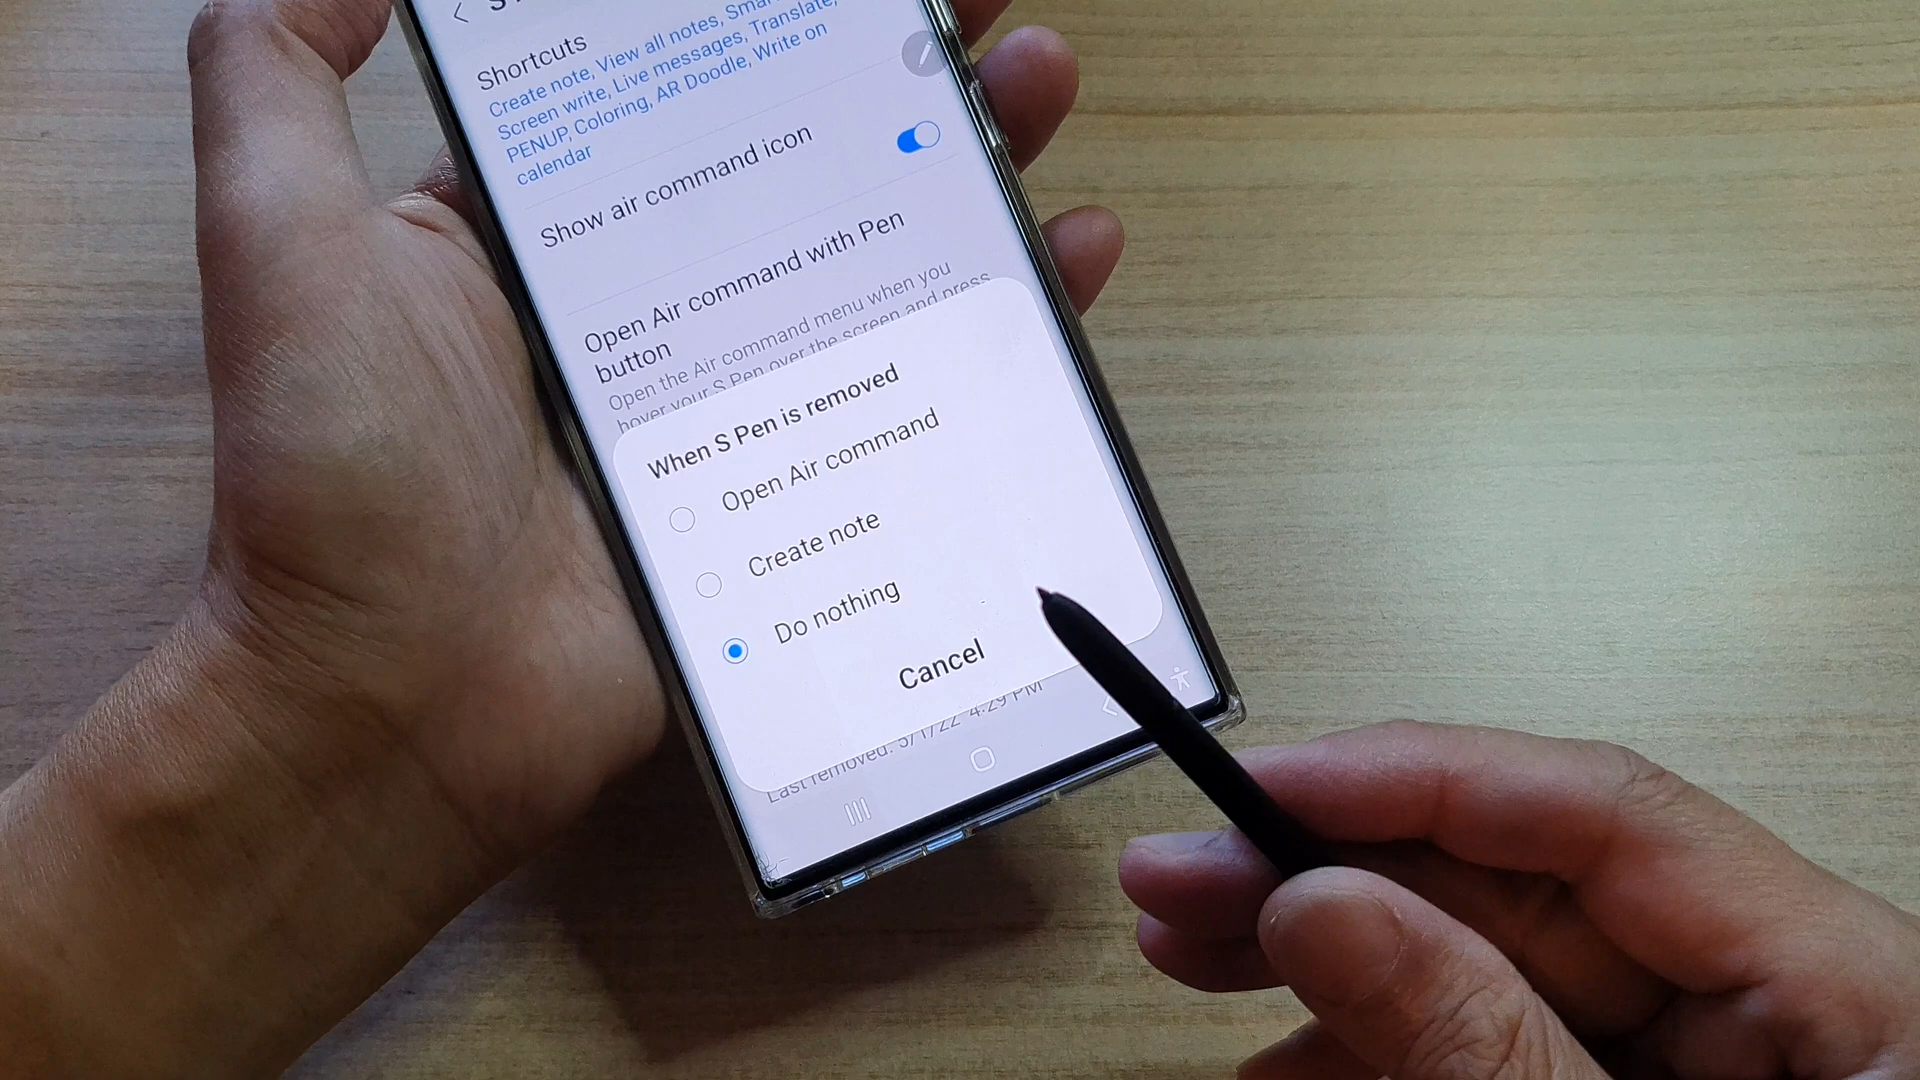 Shortcuts
Create note, View all notes, Smart
Screen write, Live messages, Translate,
PENUP, Coloring, AR Doodle, Write on
calendar
Show air command icon
Open Air command with Pen
button
Open the Air command menu when you
hover your S Pen over the screen and press
When S Pen is removed
Open Air command
Create note
Do nothing
Cancel
Last removed: 5/1/22 4:29 PM